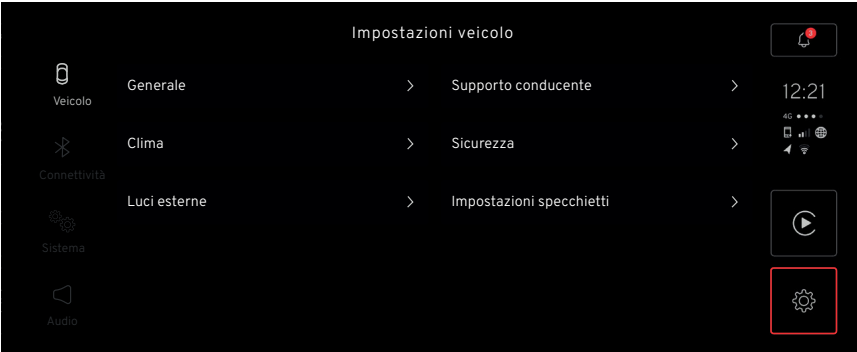 Impostazioni veicolo
3
Veicolo
Generale
Supporto conducente
12:21
4G
Clima
Sicurezza
Connettività
Luci esterne
Impostazioni specchietti
Sistema
Audio